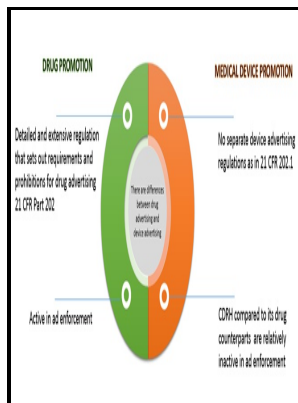 DRUG PROMOTION
MEDICAL DEVICE PROMOTION
Detailed and extensive regulation
that sets out requirements and
prohibitions for drug advertising
21 CFR Part 202
No separate device advertising
regulations as in 21 CFR 202.1
There are differences
between drug
advertising and
device advertising
Active in ad enforcement
CDRH compared to its drug
counterparts are relatively
inactive in ad enforcement